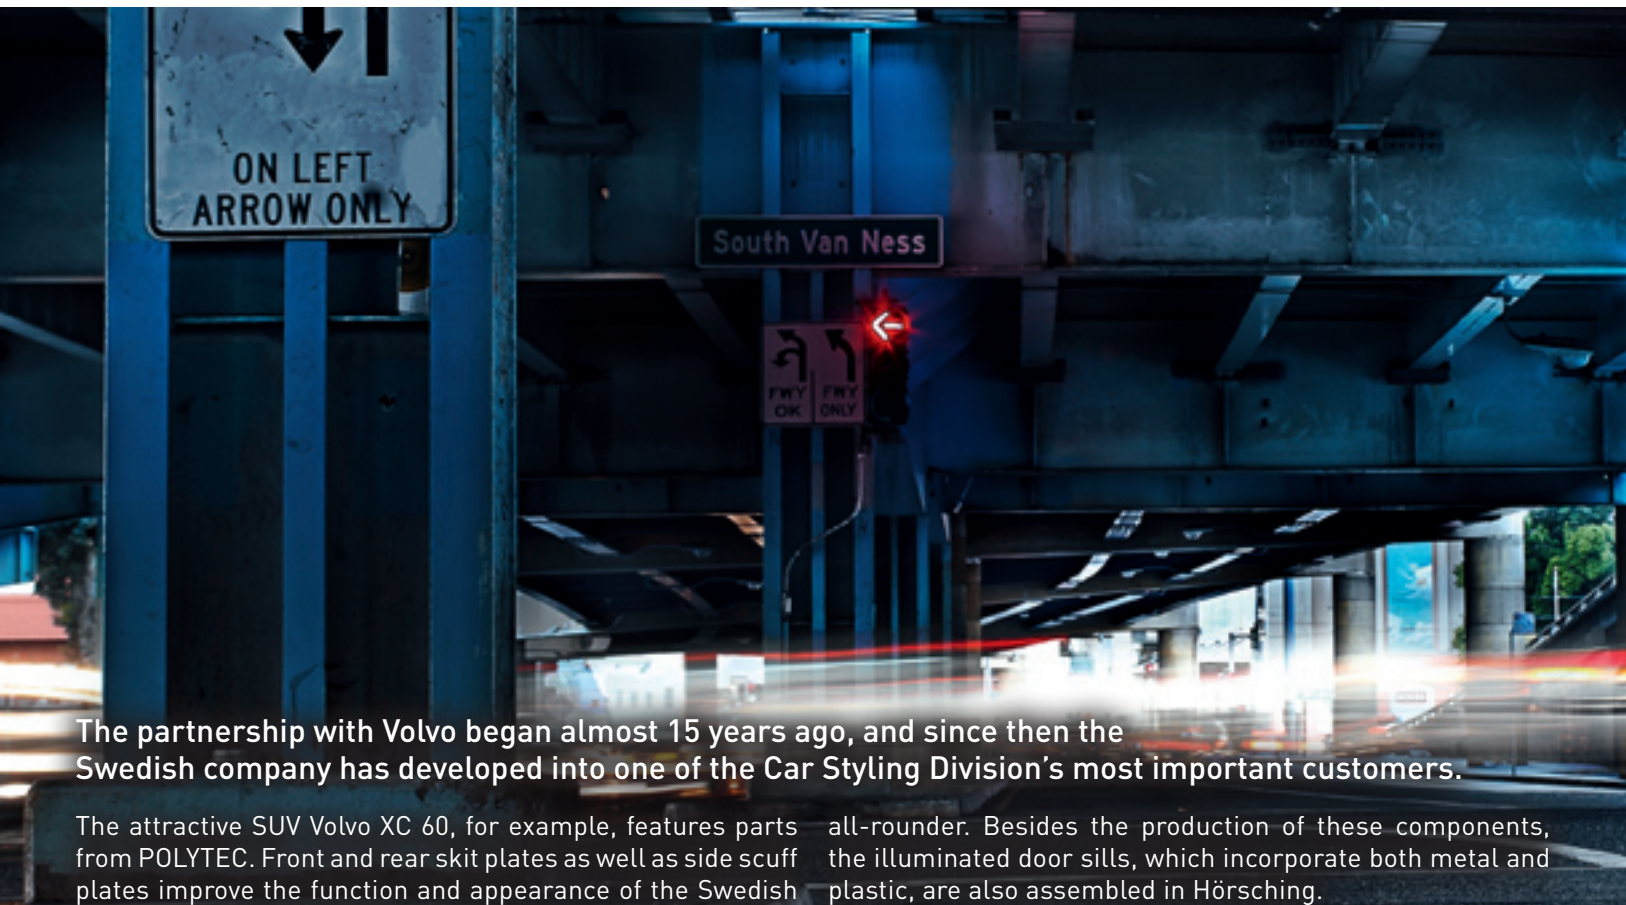 ON LEFT
ARROW ONLY
South Van Ness
FWY FWY
OK ONLY
The partnership with Volvo began almost 15 years ago, and since then the
Swedish company has developed into one of the Car Styling Division’s most important customers.
The attractive SUV Volvo XC 60, for example, features parts
from POLYTEC. Front and rear skit plates as well as side scuff
plates improve the function and appearance of the Swedish
all-rounder. Besides the production of these components,
the illuminated door sills, which incorporate both metal and
plastic, are also assembled in Hörsching.